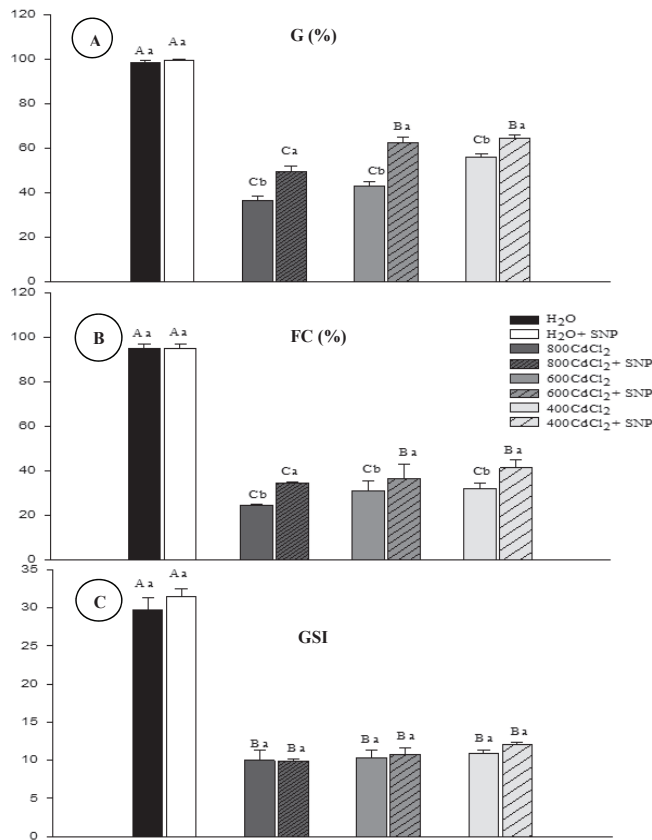 120
A
G (%)
Aa Aa
100
80
Ba Ba
60
Ca Cb
Cb Cb
40
20
0
120
B
FC (%)
Aa Aa
100
80
60
Ba
Ca Cb Ba Cb
40
Cb
20
0
H2O
H2O+ SNP
800CdCl2
800CdCl2+ SNP
600CdCl2
600CdCl2+ SNP
400CdCl2
400CdCl2+ SNP
35
C
GSI
Aa Aa
30
25
20
15
Ba Ba Ba Ba Ba Ba
10
5
0